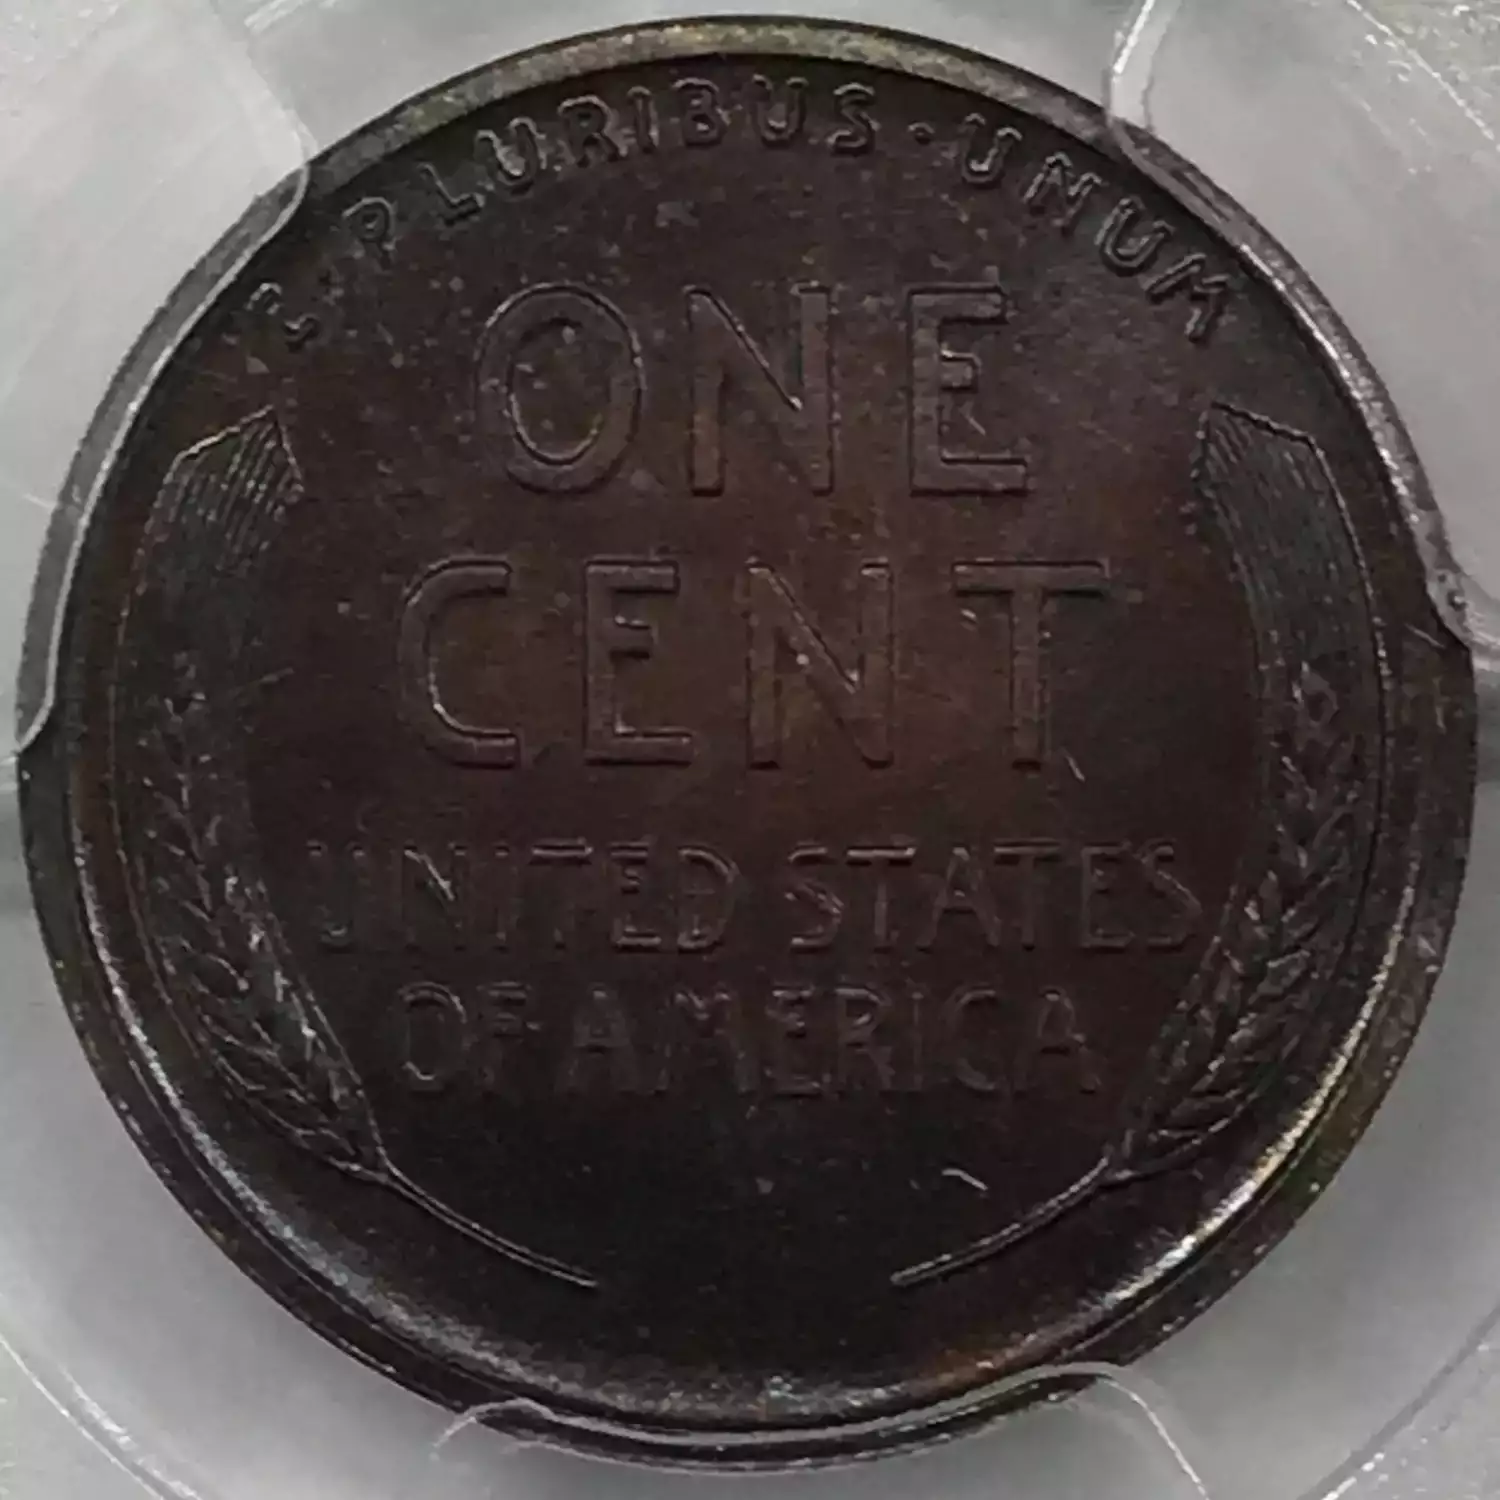 E · PLURIBUS · UNUM
ONE
CENT
UNITED STATES
OF AMERICA